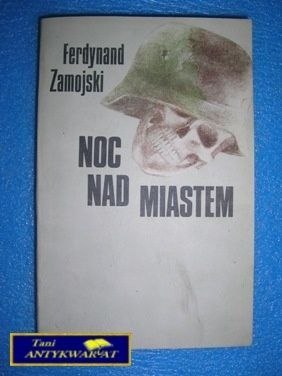 Ferdynand
Zamojski
NOC
NAD
MIASTEM
Tani
ANTYKWARIAT